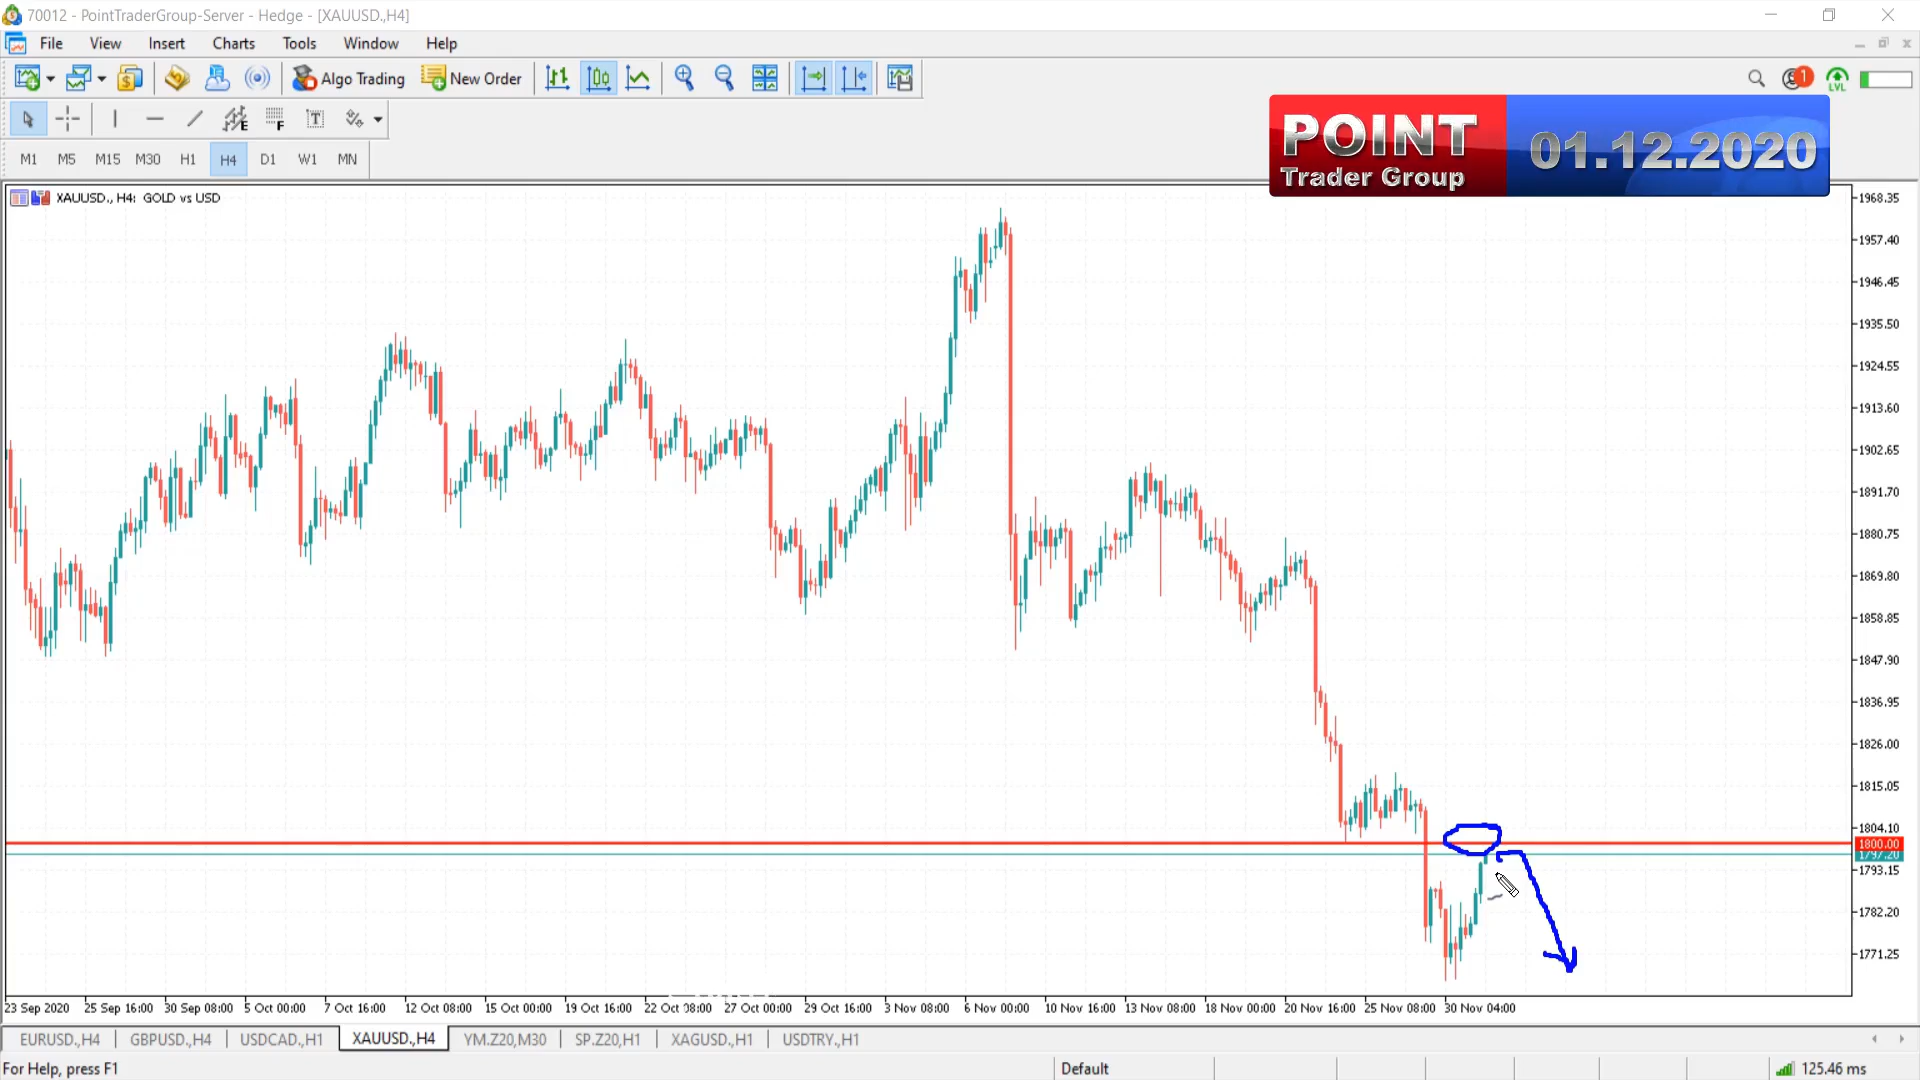 70012 - PointTraderGroup-Server - Hedge - [XAUUSD.,H4]
File View Insert Charts Tools Window Help
Algo Trading New Order
1
LVL
E F T
M1 M5 M15 M30 H1 H4 D1 W1 MN
POINT
Trader Group
01.12.2020
XAUUSD., H4: GOLD vs USD
1968.35
1957.40
1946.45
1935.50
1924.55
1913.60
1902.65
1891.70
1880.75
1869.80
1858.85
1847.90
1836.95
1826.00
1815.05
1804.10
1800.00
1797.20
1793.15
1782.20
1771.25
23 Sep 2020 25 Sep 16:00 30 Sep 08:00 5 Oct 00:00 7 Oct 16:00 12 Oct 08:00 15 Oct 00:00 19 Oct 16:00 22 Oct 08:00 27 Oct 00:00 29 Oct 16:00 3 Nov 08:00 6 Nov 00:00 10 Nov 16:00 13 Nov 08:00 18 Nov 00:00 20 Nov 16:00 25 Nov 08:00 30 Nov 04:00
EURUSD.,H4 GBPUSD.,H4 USDCAD.,H1 XAUUSD.,H4 YM.Z20,M30 SP.Z20,H1 XAGUSD.,H1 USDTRY.,H1
For Help, press F1 Default 125.46 ms